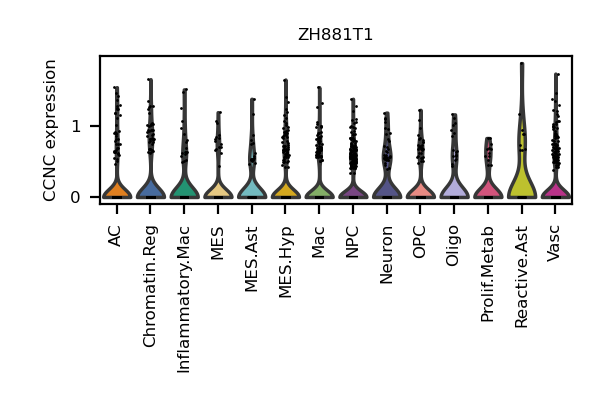 ZH881T1
CCNC expression
1
0
AC
Chromatin.Reg
Inflammatory.Mac
MES
MES.Ast
MES.Hyp
Mac
NPC
Neuron
OPC
Oligo
Prolif.Metab
Reactive.Ast
Vasc